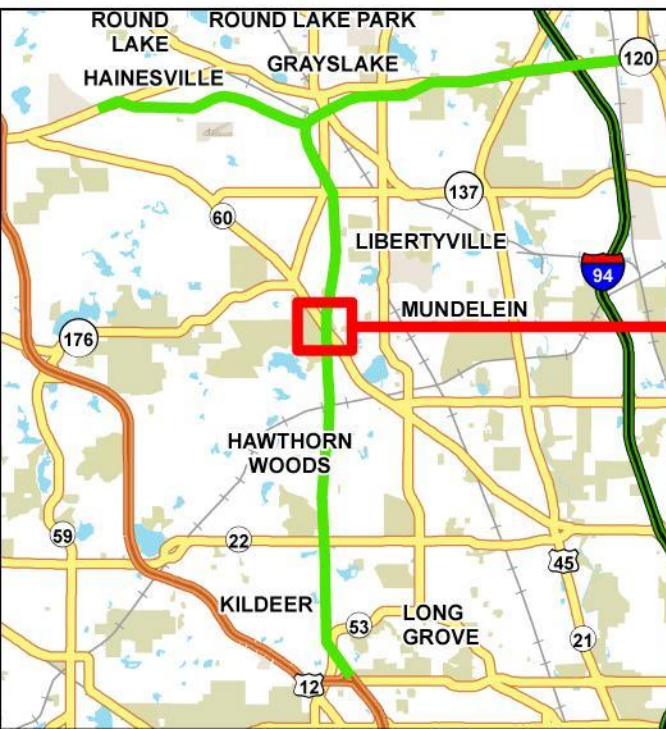 ROUND
LAKE
ROUND LAKE PARK
GRAYSLAKE
HAINESVILLE
120
137
60
LIBERTYVILLE
94
MUNDELEIN
176
HAWTHORN
WOODS
59
22
45
KILDEER
53
LONG
GROVE
21
12